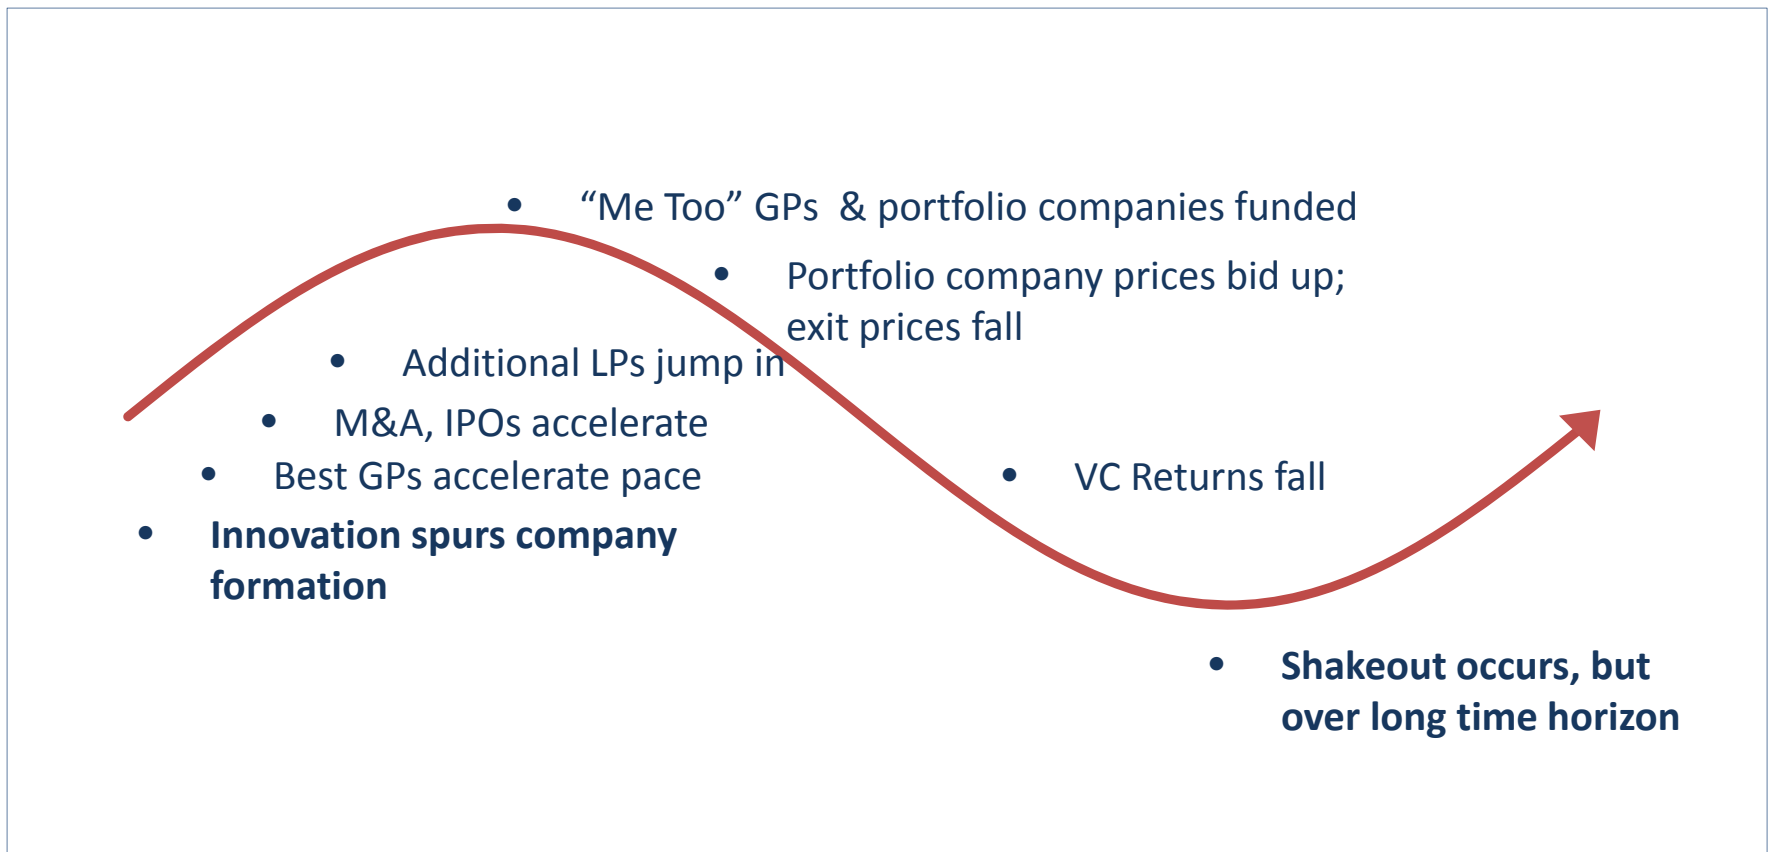 • “Me Too” GPs & portfolio companies funded
• Portfolio company prices bid up;
exit prices fall
• Additional LPs jump in
• M&A, IPOs accelerate
• Best GPs accelerate pace
• VC Returns fall
• Innovation spurs company
formation
• Shakeout occurs, but
over long time horizon